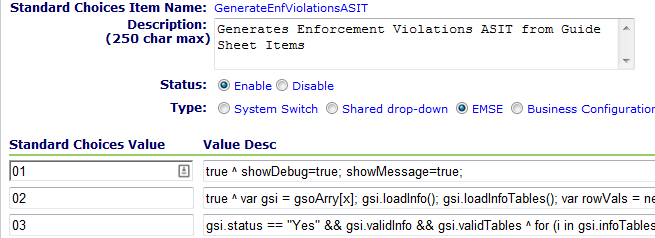 Standard Choices Item Name: GenerateEnfViolationsASIT
Description: Generates Enforcement Violations ASIT from Guide
(250 char max) Sheet Items
Status: Enable Disable
Type: System Switch Shared drop-down EMSE Business Configuration
Standard Choices Value Value Desc
01 true ^ showDebug=true; showMessage=true;
02 true ^ var gsi = gsoArry[x]; gsi.loadInfo(); gsi.loadInfoTables(); var rowVals = ne
03 gsi.status == "Yes" && gsi.validInfo && gsi.validTables ^ for (i in gsi.infoTables